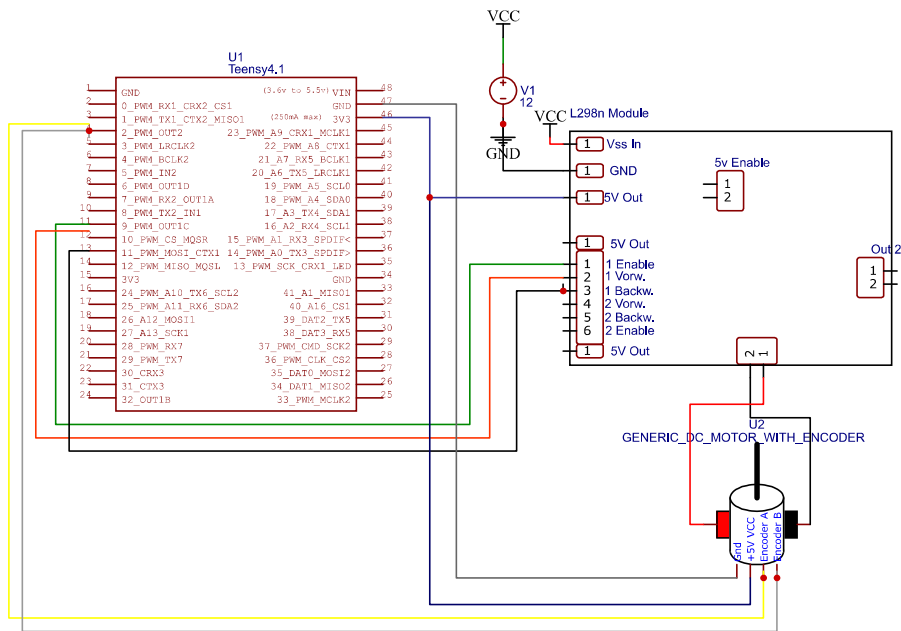 VCC
U1
Teensy4.1
V1
12
GND
L298n Module
VCC
1 GND (3.6v to 5.5v) VIN 48
2 0_PWM_RX1_CRX2_CS1 GND 47
3 1_PWM_TX1_CTX2_MISO1 (250mA max) 3V3 46
2_PWM_OUT2 23_PWM_A9_CRX1_MCLK1 45
5 3_PWM_LRCLK2 22_PWM_A8_CTX1 44
6 4_PWM_BCLK2 21_A7_RX5_BCLK1 43
7 5_PWM_IN2 20_A6_TX5_LRCLK1 42
8 6_PWM_OUT1D 19_PWM_A5_SCL0 41
9 7_PWM_RX2_OUT1A 18_PWM_A4_SDA0 40
10 8_PWM_TX2_IN1 17_A3_TX4_SDA1 39
11 9_PWM_OUT1C 16_A2_RX4_SCL1 38
12 10_PWM_CS_MQSR 15_PWM_A1_RX3_SPDIF< 37
13 11_PWM_MOSI_CTX1 14_PWM_A0_TX3_SPDIF> 36
14 12_PWM_MISO_MQSL 13_PWM_SCK_CRX1_LED 35
15 3V3 GND 34
16 24_PWM_A10_TX6_SCL2 41_A1_MISO1 33
17 25_PWM_A11_RX6_SDA2 40_A16_CS1 32
18 26_A12_MOSI1 39_DAT2_TX5 31
19 27_A13_SCK1 38_DAT3_RX5 30
20 28_PWM_RX7 37_PWM_CMD_SCK2 29
21 29_PWM_TX7 36_PWM_CLK_CS2 28
22 30_CRX3 35_DAT0_MOSI2 27
23 31_CTX3 34_DAT1_MISO2 26
24 32_OUT1B 33_PWM_MCLK2 25
1 Vss In
1 GND
1 5V Out
5v Enable
1
2
1 5V Out
1 1 Enable
2 1 Vorw.
3 1 Backw.
4 2 Vorw.
5 2 Backw.
6 2 Enable
1 5V Out
Out 2
1
2
2
1
U2
GENERIC_DC_MOTOR_WITH_ENCODER
Gnd
+5V VCC
Encoder A
Encoder B